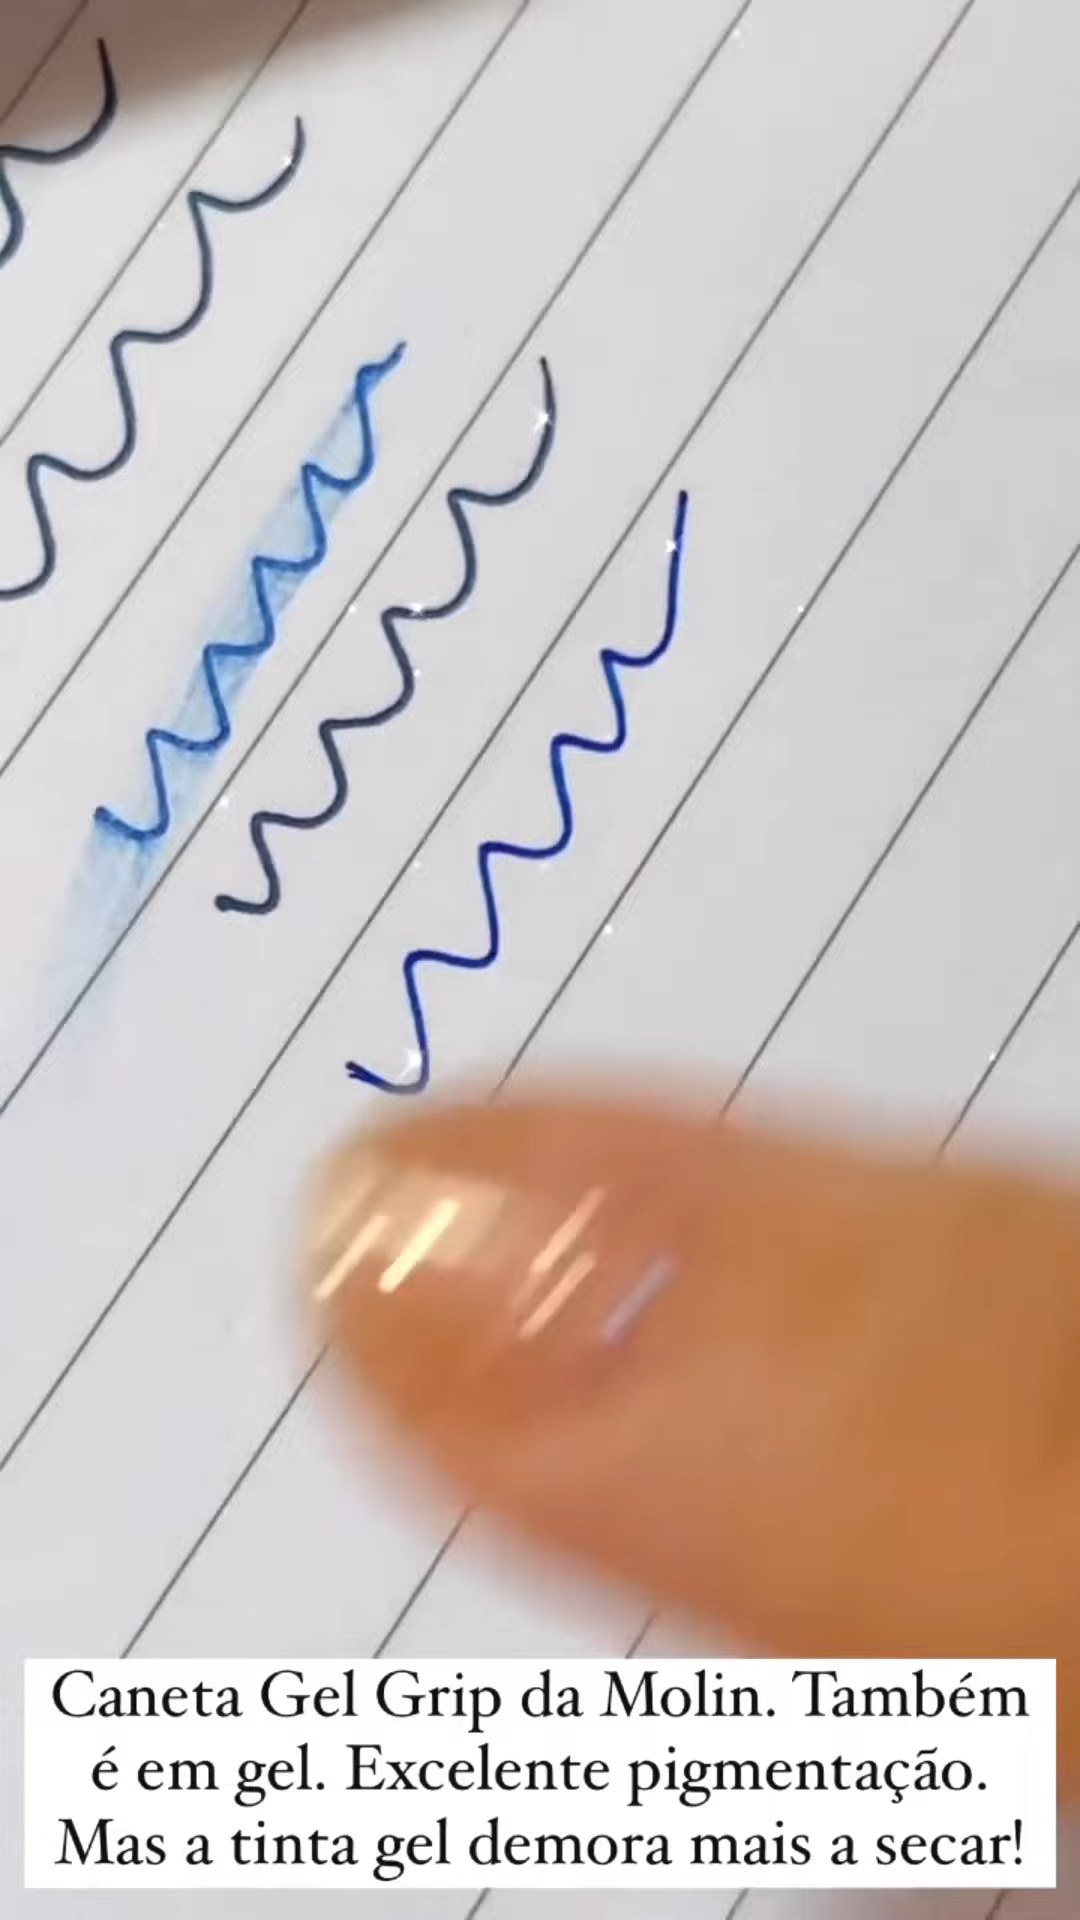 Caneta Gel Grip da Molin. Também
é em gel. Excelente pigmentação.
Mas a tinta gel demora mais a secar!